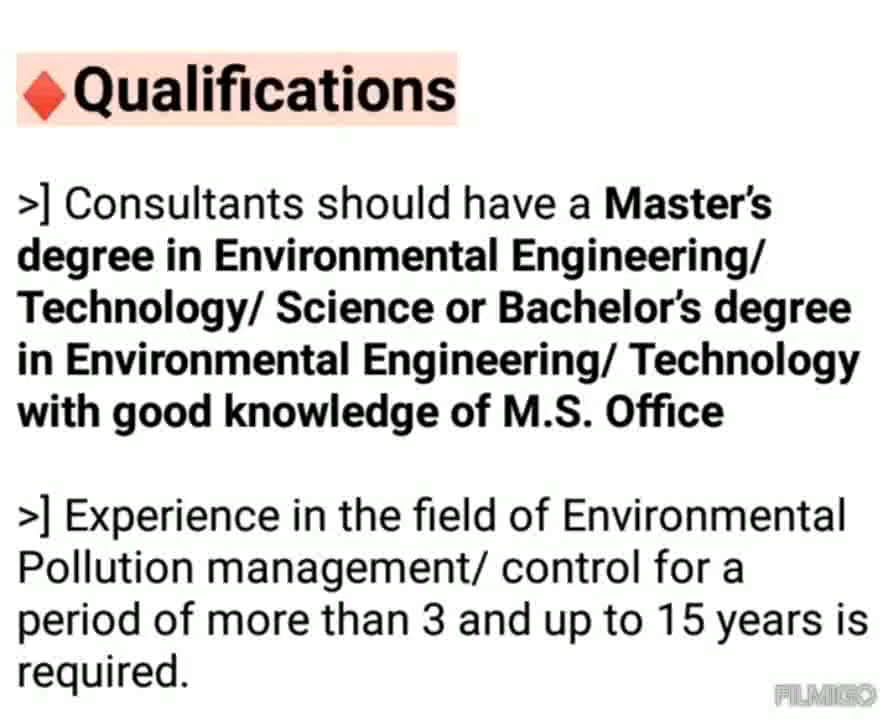 ♦Qualifications
>] Consultants should have a Master’s
degree in Environmental Engineering/
Technology/ Science or Bachelor’s degree
in Environmental Engineering/ Technology
with good knowledge of M.S. Office
>] Experience in the field of Environmental
Pollution management/ control for a
period of more than 3 and up to 15 years is
required.
FILMIGO